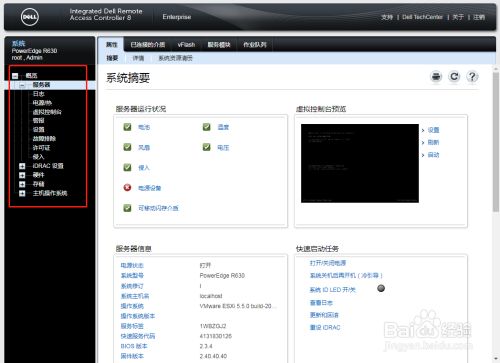 DELL
Integrated Dell Remote
Access Controller 8
Enterprise
支持 | Dell TechCenter | 关于 | 注销
系统
PowerEdge R630
root , Admin
属性
已连接的介质
vFlash
服务模块
作业队列
摘要
详情
系统资源清册
概览
服务器
日志
电源/热
虚拟控制台
警报
设置
故障排除
许可证
侵入
iDRAC 设置
硬件
存储
主机操作系统
系统摘要
服务器运行状况
电池
温度
风扇
电压
侵入
电源设备
可移动闪存介质
虚拟控制台预览
设置
刷新
启动
服务器信息
电源状态 打开
系统型号 PowerEdge R630
系统修订 I
系统主机名 localhost
操作系统 VMware ESXi 5.5.0 build-20...
操作系统版本
服务标签 1W8ZGJ2
快速服务代码 4131830126
BIOS 版本 2.3.4
固件版本 2.40.40.40
快速启动任务
打开/关闭电源
系统关机后再开机（冷引导）
系统 ID LED 开/关
查看日志
更新和回滚
重设 iDRAC
Baidu 经验
jingyan.baidu.com